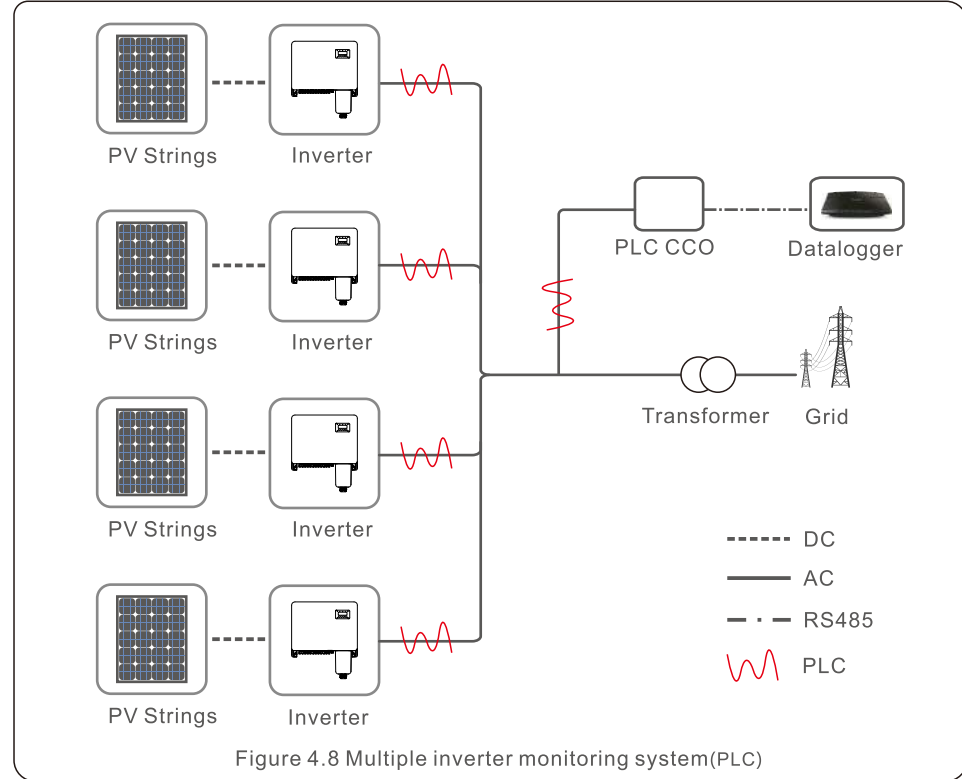 PV Strings
Inverter
PLC CCO
Datalogger
PV Strings
Inverter
Transformer
Grid
PV Strings
Inverter
DC
AC
RS485
PLC
PV Strings
Inverter
Figure 4.8 Multiple inverter monitoring system(PLC)